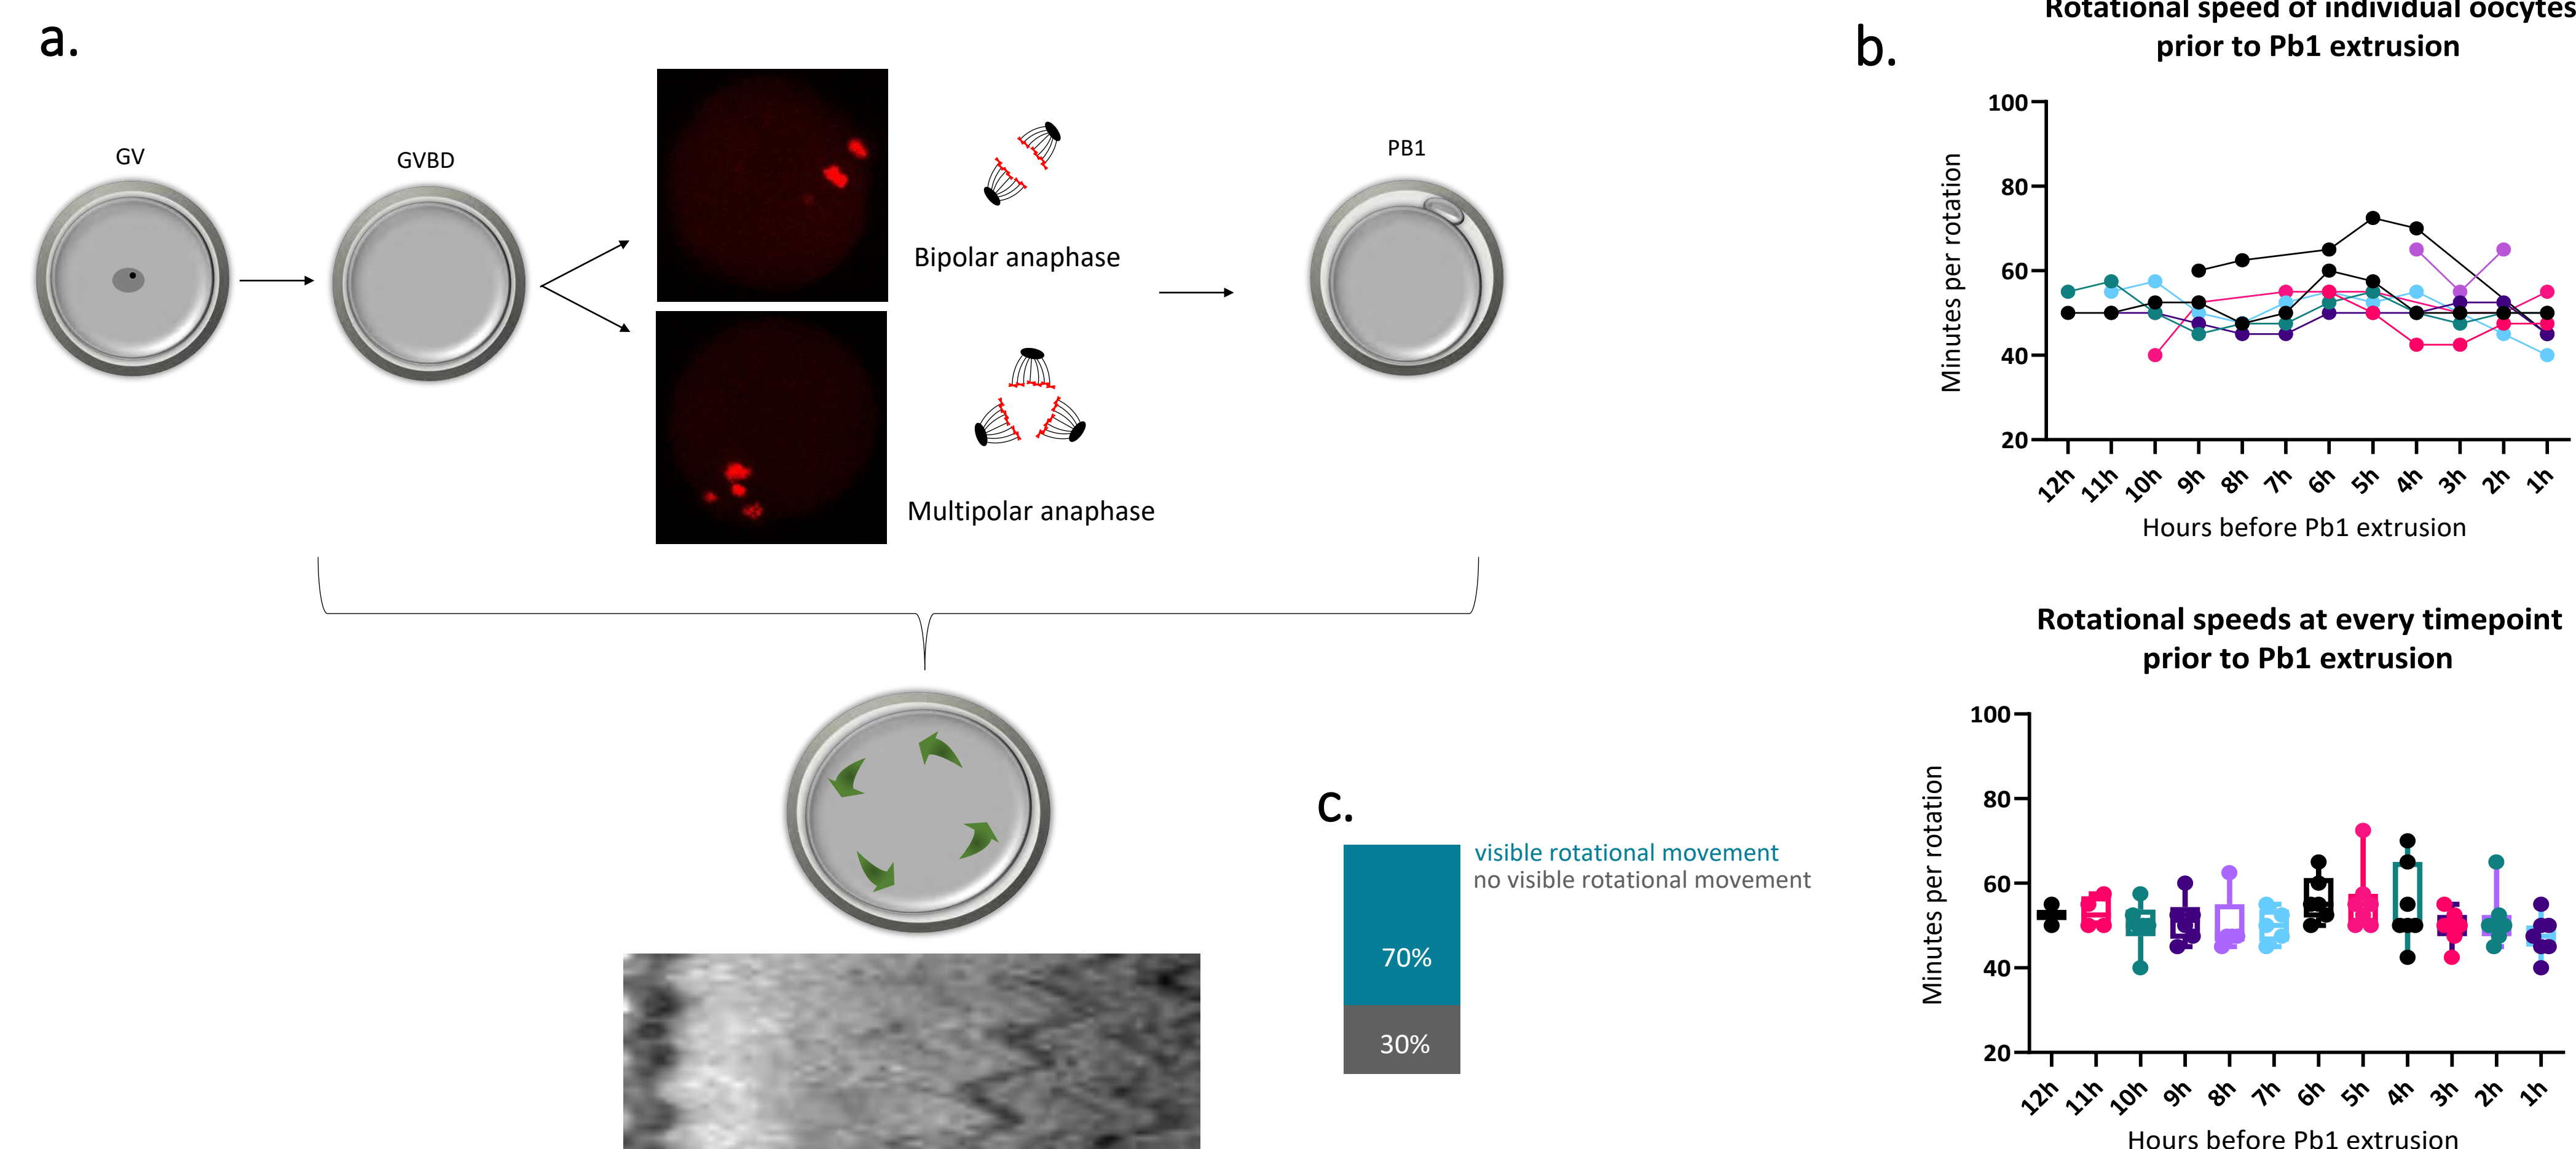 a.
GV
GVBD
Bipolar anaphase
Multipolar anaphase
PB1
b.
Rotational speed of individual oocytes
prior to Pb1 extrusion
Minutes per rotation
100
80
60
40
20
12h
11h
10h
9h
8h
7h
6h
5h
4h
3h
2h
1h
Hours before Pb1 extrusion
Rotational speeds at every timepoint
prior to Pb1 extrusion
Minutes per rotation
100
80
60
40
20
12h
11h
10h
9h
8h
7h
6h
5h
4h
3h
2h
1h
Hours before Pb1 extrusion
c.
visible rotational movement
no visible rotational movement
70%
30%